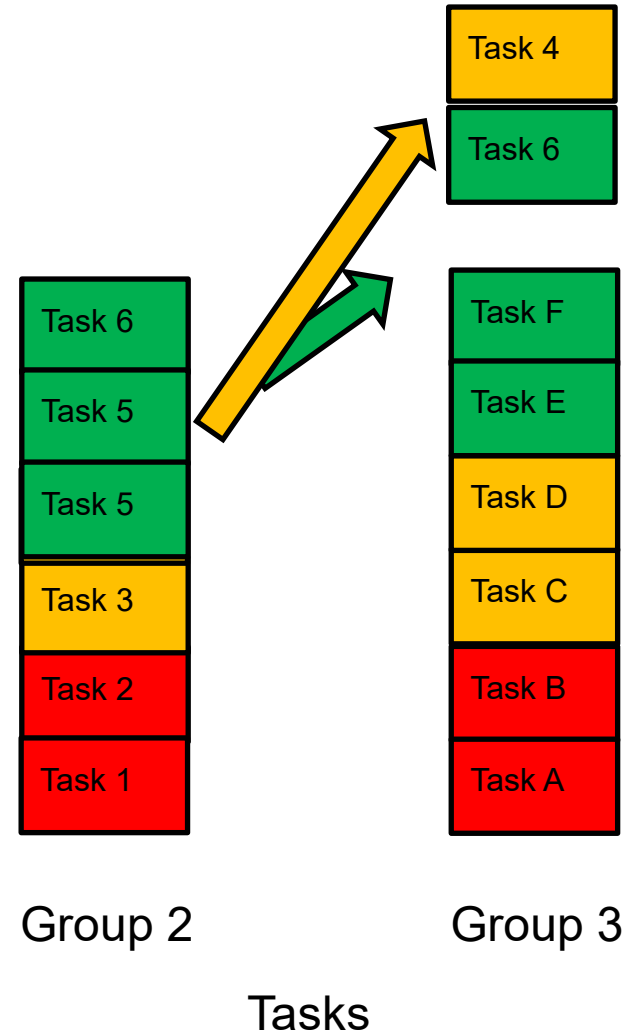 Task 4
Task 6
Task 6
Task 5
Task 5
Task 3
Task 2
Task 1
Task F
Task E
Task D
Task C
Task B
Task A
Group 2
Group 3
Tasks